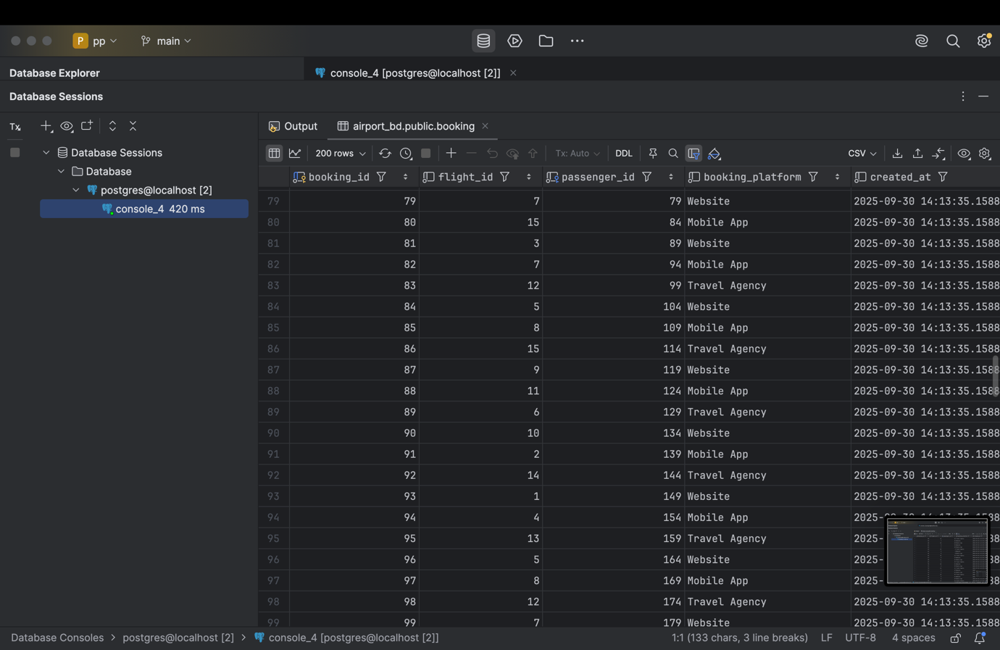 P pp main
Database Explorer
console_4 [postgres@localhost [2]]
Database Sessions
Tx
Output airport_bd.public.booking
Database Sessions
Database
postgres@localhost [2]
console_4 420 ms
200 rows Tx: Auto DDL CSV
booking_id flight_id passenger_id booking_platform created_at
79 79 7 79 Website 2025-09-30 14:13:35.1588
80 80 15 84 Mobile App 2025-09-30 14:13:35.1588
81 81 3 89 Website 2025-09-30 14:13:35.1588
82 82 7 94 Mobile App 2025-09-30 14:13:35.1588
83 83 12 99 Travel Agency 2025-09-30 14:13:35.1588
84 84 5 104 Website 2025-09-30 14:13:35.1588
85 85 8 109 Mobile App 2025-09-30 14:13:35.1588
86 86 15 114 Travel Agency 2025-09-30 14:13:35.1588
87 87 9 119 Website 2025-09-30 14:13:35.1588
88 88 11 124 Mobile App 2025-09-30 14:13:35.1588
89 89 6 129 Travel Agency 2025-09-30 14:13:35.1588
90 90 10 134 Website 2025-09-30 14:13:35.1588
91 91 2 139 Mobile App 2025-09-30 14:13:35.1588
92 92 14 144 Travel Agency 2025-09-30 14:13:35.1588
93 93 1 149 Website 2025-09-30 14:13:35.1588
94 94 4 154 Mobile App 2025-09-30 14:13:35.1588
95 95 13 159 Travel Agency 2025-
96 96 5 164 Website 2025-
97 97 8 169 Mobile App 2025-
98 98 12 174 Travel Agency 2025-09-30 14:13:35.1588
99 99 7 179 Website 2025-09-30 14:13:35.1588
Database Consoles > postgres@localhost [2] > console_4 [postgres@localhost [2]] 1:1 (133 chars, 3 line breaks) LF UTF-8 4 spaces